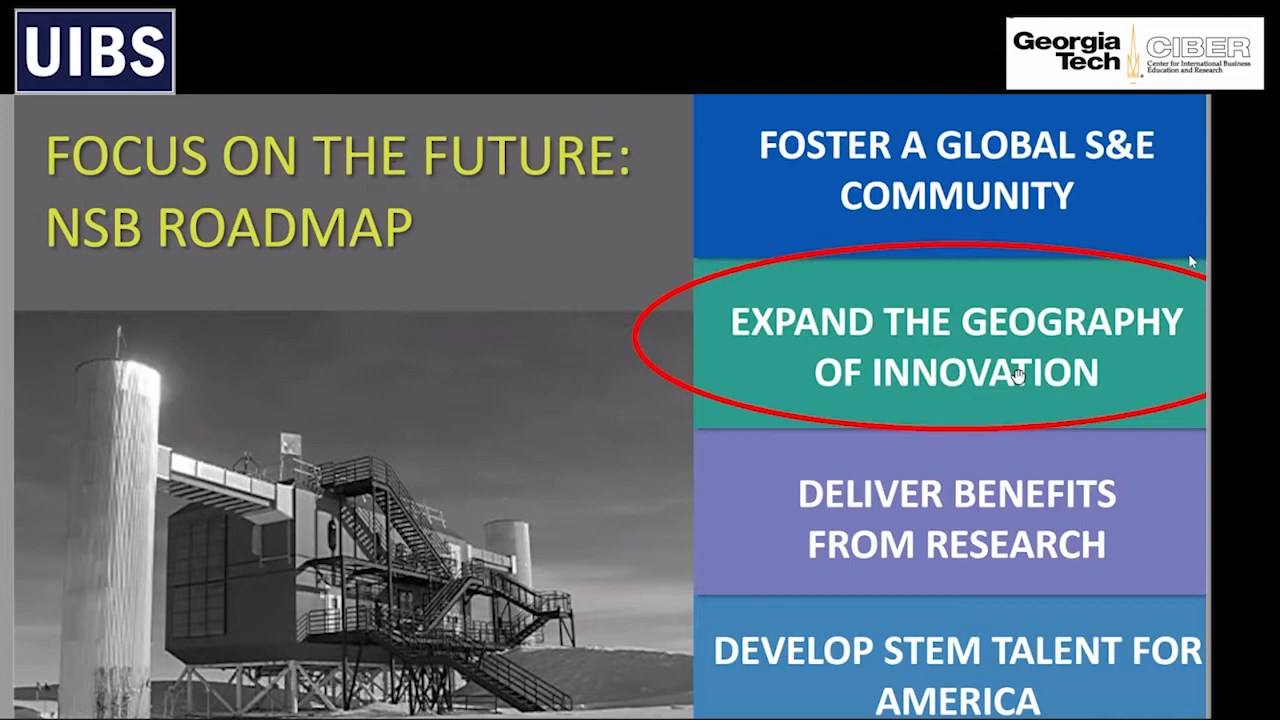 UIBS
Georgia
Tech
CIBER
Center for International Business
Education and Research
FOCUS ON THE FUTURE:
NSB ROADMAP
FOSTER A GLOBAL S&E
COMMUNITY
EXPAND THE GEOGRAPHY
OF INNOVATION
DELIVER BENEFITS
FROM RESEARCH
DEVELOP STEM TALENT FOR
AMERICA